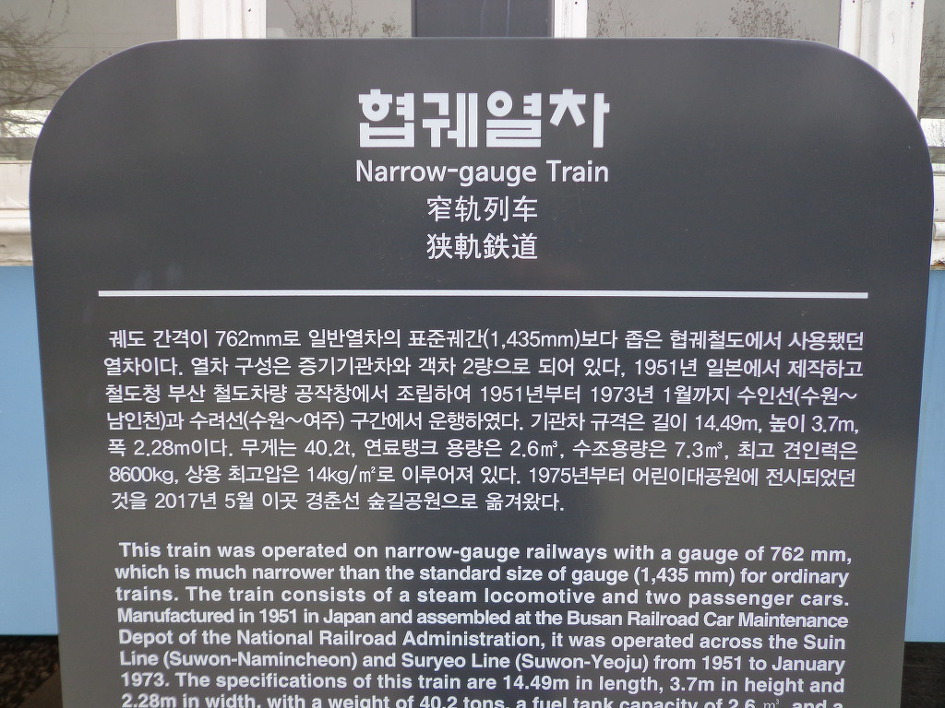 협궤열차
Narrow-gauge Train
窄轨列车
狭軌鉄道
궤도 간격이 762mm로 일반열차의 표준궤간(1,435mm)보다 좁은 협궤철도에서 사용됐던
열차이다. 열차 구성은 증기기관차와 객차 2량으로 되어 있다, 1951년 일본에서 제작하고
철도청 부산 철도차량 공작창에서 조립하여 1951년부터 1973년 1월까지 수인선(수원~
남인천)과 수려선(수원~여주) 구간에서 운행하였다. 기관차 규격은 길이 14.49m, 높이 3.7m,
폭 2.28m이다. 무게는 40.2t, 연료탱크 용량은 2.6㎥, 수조용량은 7.3㎥, 최고 견인력은
8600kg, 상용 최고압은 14kg/㎡로 이루어져 있다. 1975년부터 어린이대공원에 전시되었던
것을 2017년 5월 이곳 경춘선 숲길공원으로 옮겨왔다.
This train was operated on narrow-gauge railways with a gauge of 762 mm,
which is much narrower than the standard size of gauge (1,435 mm) for ordinary
trains. The train consists of a steam locomotive and two passenger cars.
Manufactured in 1951 in Japan and assembled at the Busan Railroad Car Maintenance
Depot of the National Railroad Administration, it was operated across the Suin
Line (Suwon-Namincheon) and Suryeo Line (Suwon-Yeoju) from 1951 to January
1973. The specifications of this train are 14.49m in length, 3.7m in height and
2.28m in width, with a weight of 40.2 tons, a fuel tank capacity of 2.6 ㎥, and a